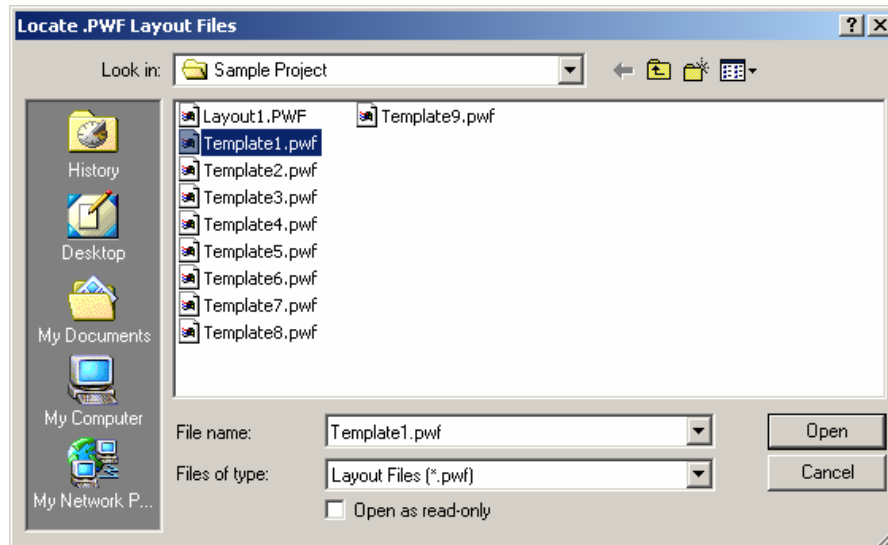 Locate .PWF Layout Files
Look in: Sample Project
History
Desktop
My Documents
My Computer
My Network P...
Layout1.PWF
Template1.pwf
Template2.pwf
Template3.pwf
Template4.pwf
Template5.pwf
Template6.pwf
Template7.pwf
Template8.pwf
Template9.pwf
File name: Template1.pwf Open
Files of type: Layout Files (*.pwf) Cancel
Open as read-only